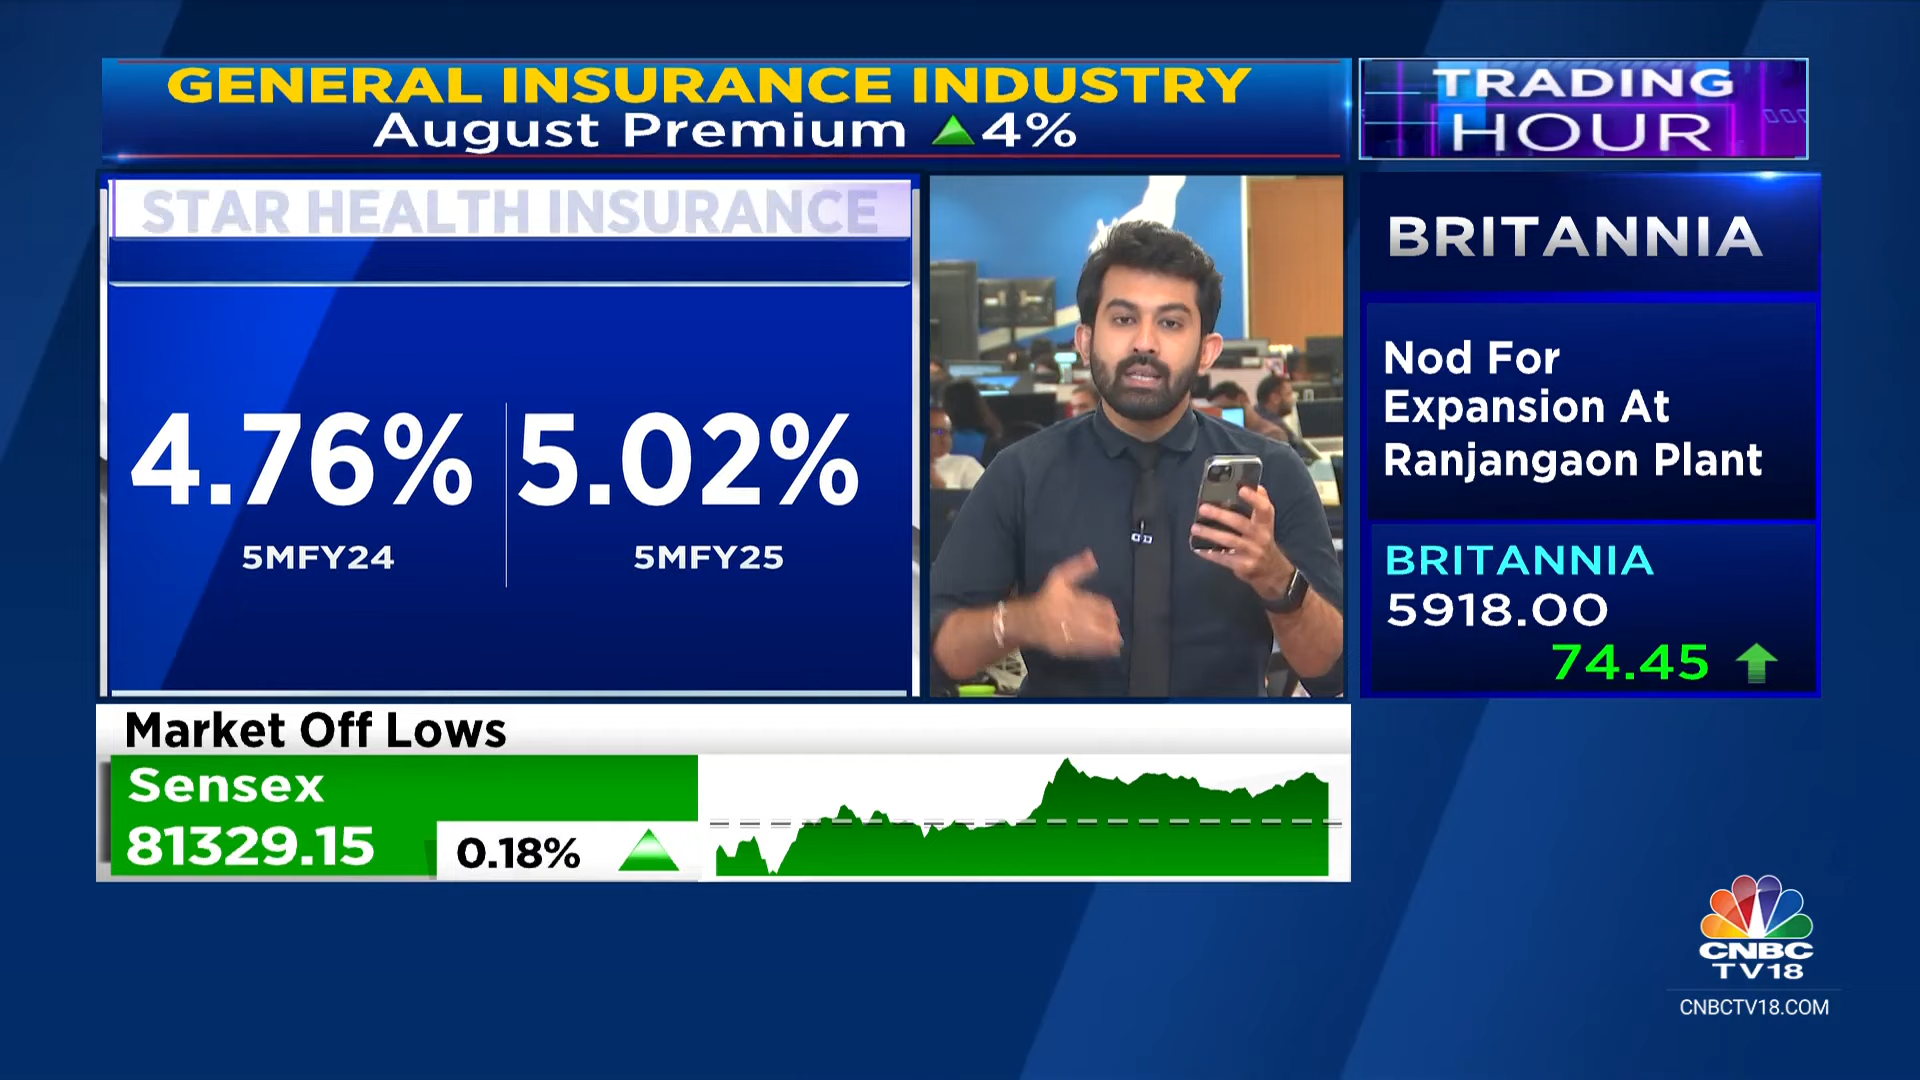 GENERAL INSURANCE INDUSTRY
August Premium 4%
TRADING
HOUR
STAR HEALTH INSURANCE
4.76%
5MFY24
5.02%
5MFY25
BRITANNIA
Nod For
Expansion At
Ranjangaon Plant
BRITANNIA
5918.00
74.45
Market Off Lows
Sensex
81329.15
0.18%
CNBC
TV18
CNBCTV18.COM